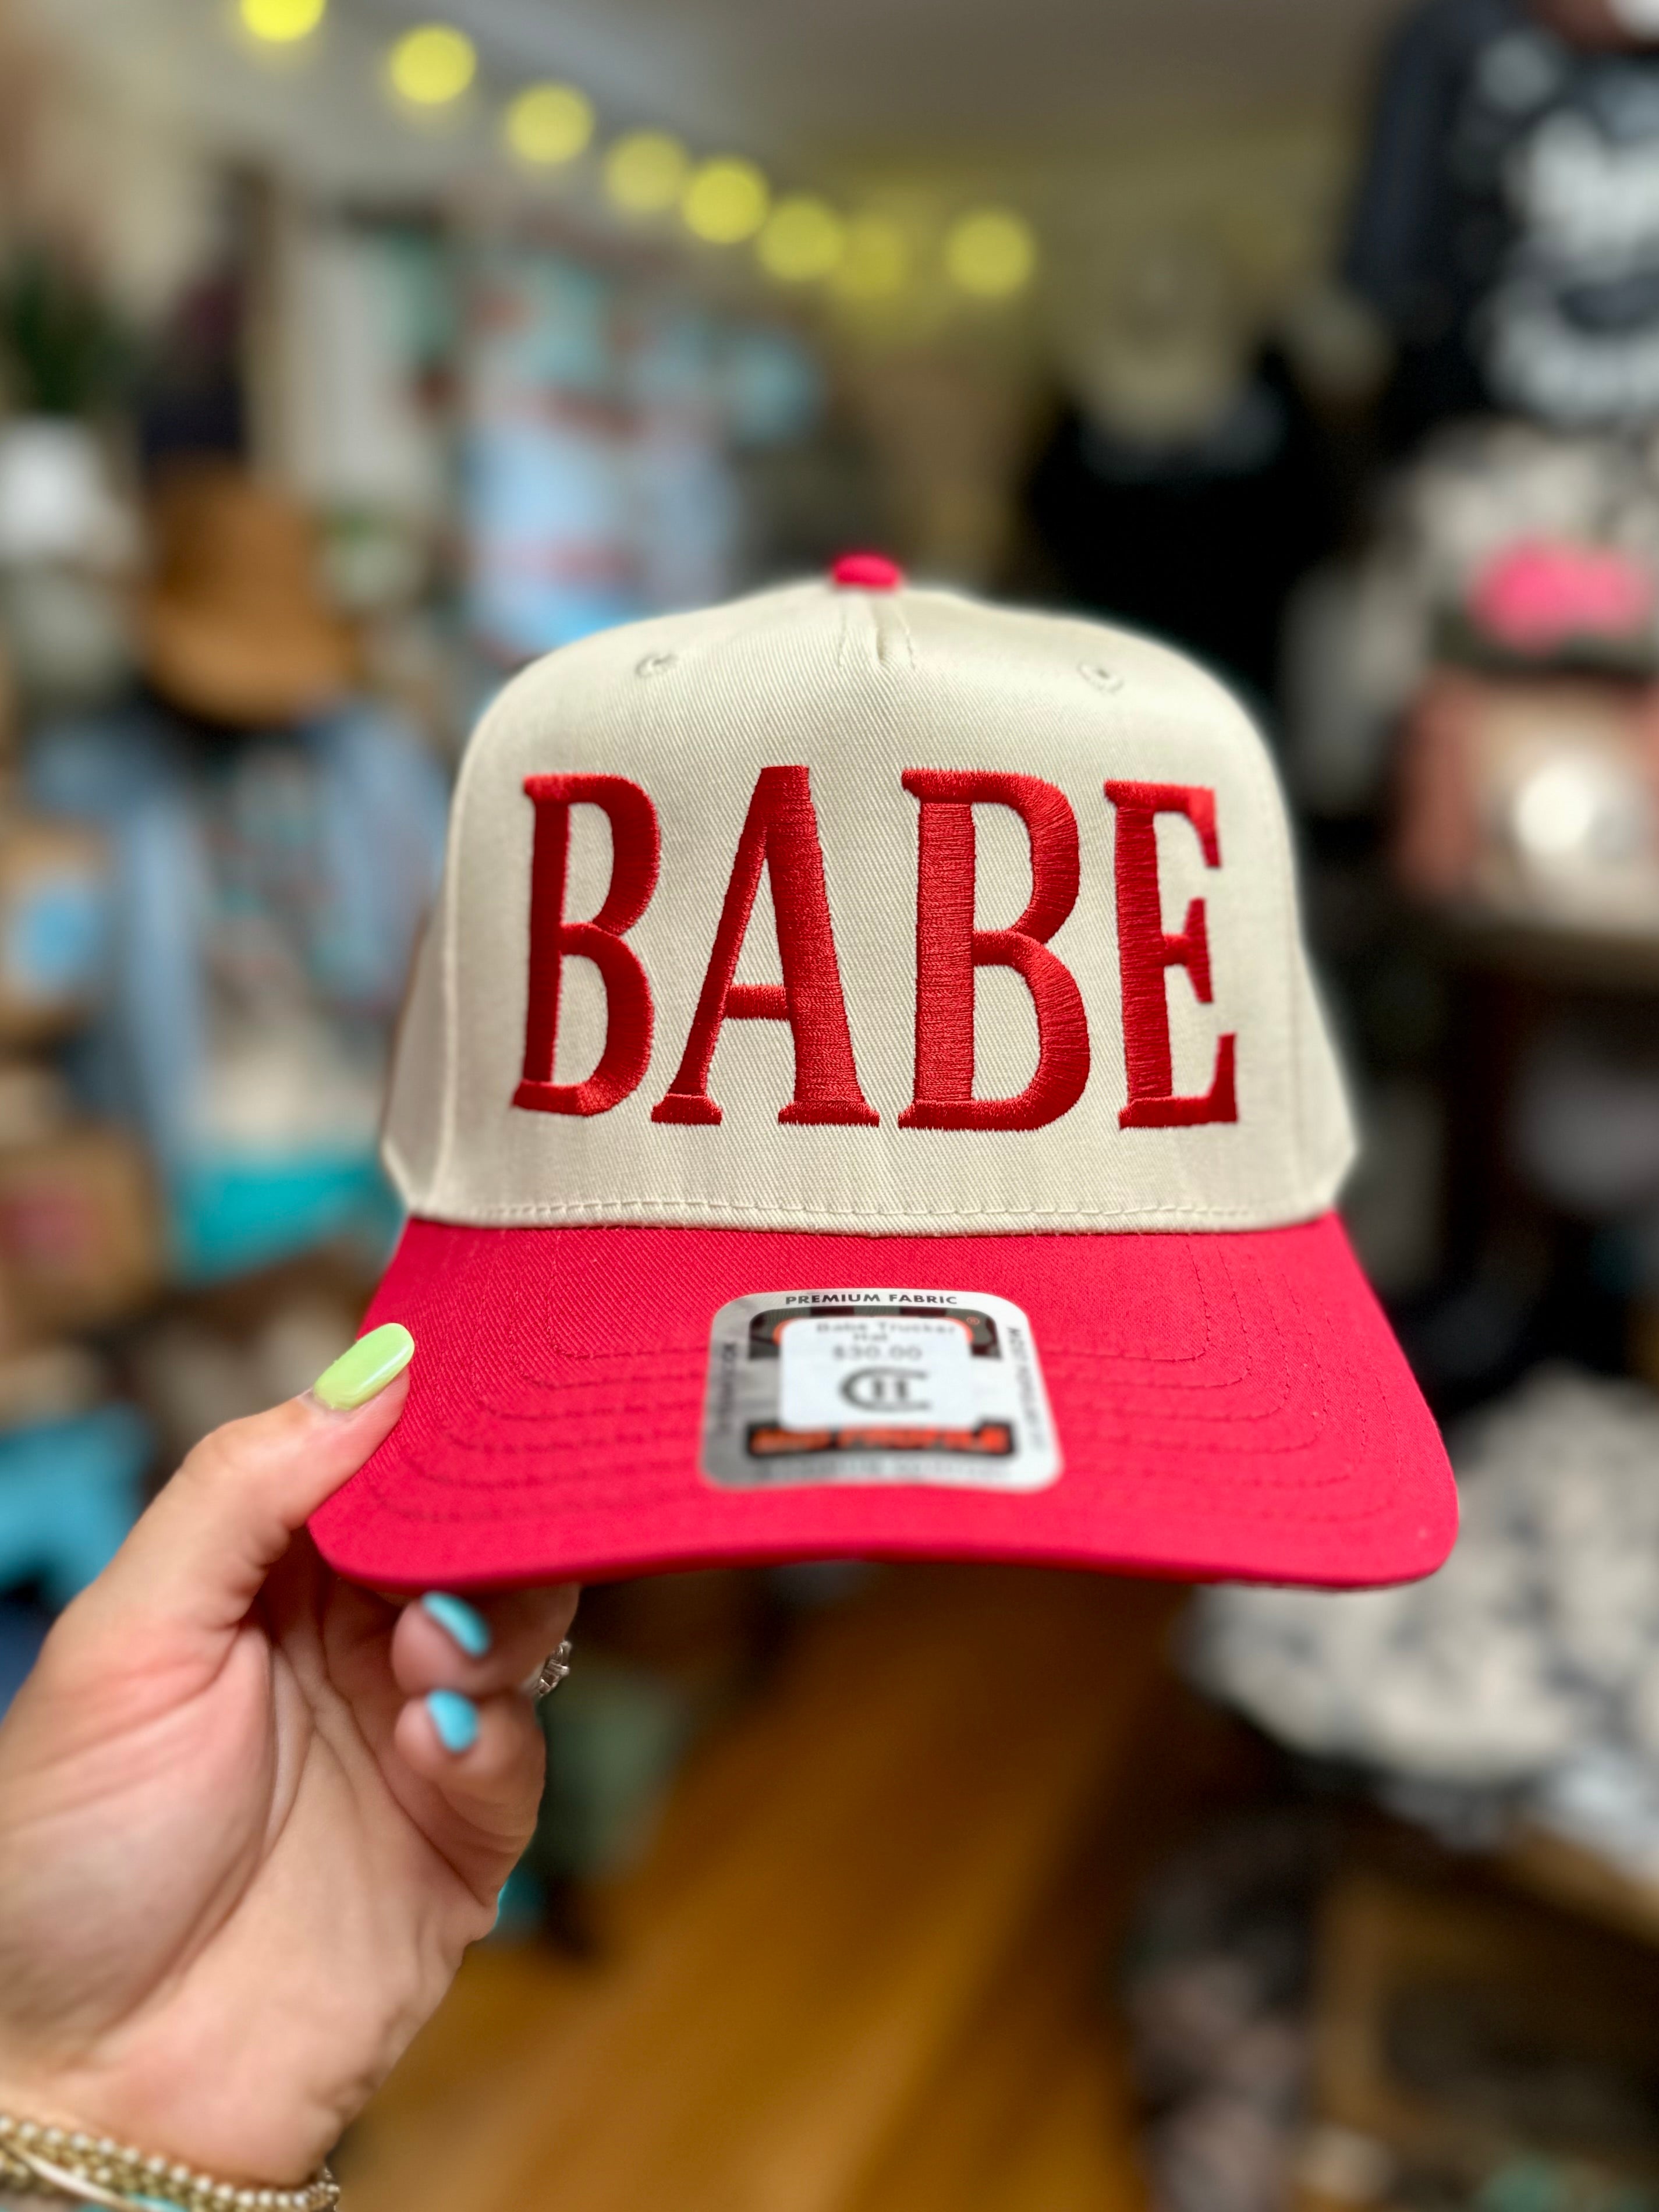 BABE
PREMIUM FABRIC
Babe Trucker
Hat
$30.00